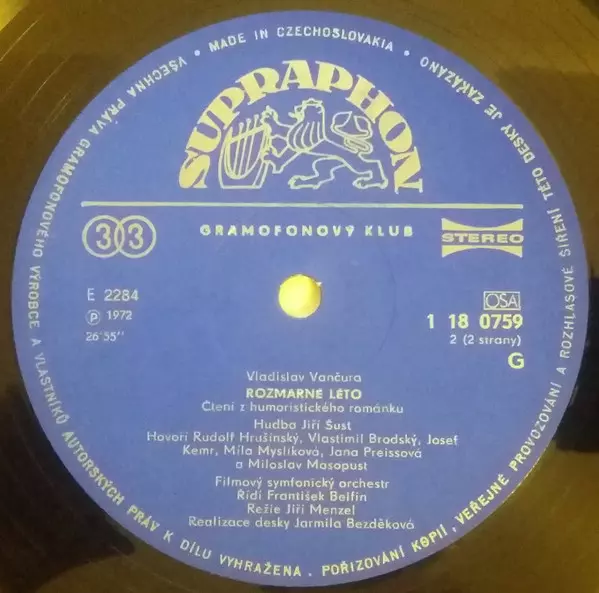 VŠECHNA PRÁVA GRAMOFONOVÉHO VÝROBCE A VLASTNÍKŮ AUTORSKÝCH PRÁV K DÍLU VYHRAŽENA. POŘIZOVÁNÍ KOPIÍ, VEŘEJNÉ PROVOZOVÁNÍ A ROZHLASOVÉ ŠÍŘENÍ TÉTO DESKY JE ZAKÁZÁNO • MADE IN CZECHOSLOVAKIA •
SUPRAPHON
33
GRAMOFONOVÝ KLUB
STEREO
E 2284
Ⓟ 1972
26'55"
OSA
1 18 0759
2 (2 strany)
G
Vladislav Vančura
ROZMARNÉ LÉTO
Čtení z humoristického románku
Hudba Jiří Šust
Hovoří Rudolf Hrušínský, Vlastimil Brodský, Josef
Kemr, Míla Myslíková, Jana Preissová
a Miloslav Masopust
Filmový symfonický orchestr
Řídí František Belfín
Režie Jiří Menzel
Realizace desky Jarmila Bezděková